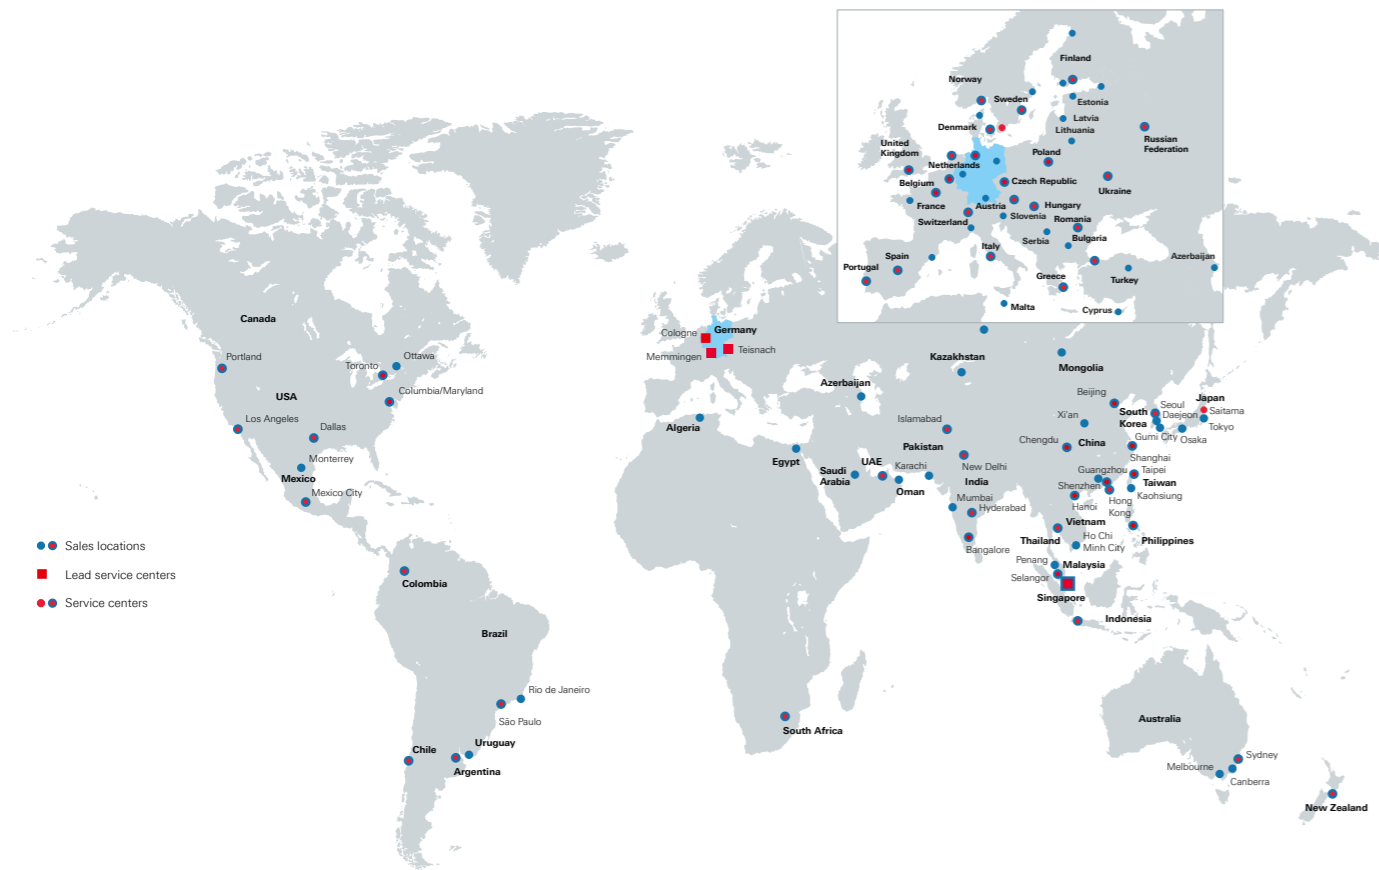 Finland
Norway
Sweden
Estonia
Denmark
Latvia
Lithuania
Russian
Federation
United
Kingdom
Poland
Netherlands
Belgium
Czech Republic
Ukraine
France
Austria
Hungary
Switzerland
Slovenia
Romania
Serbia
Bulgaria
Italy
Azerbaijan
Spain
Portugal
Greece
Turkey
Malta
Cyprus
Canada
Portland
Toronto
Ottawa
USA
Columbia/Maryland
Los Angeles
Dallas
Monterrey
Mexico
Mexico City
Cologne
Germany
Memmingen
Teisnach
Kazakhstan
Mongolia
Azerbaijan
Beijing
Japan
Seoul
Saitama
South
Korea
Daejeon
Tokyo
Xi'an
Islamabad
Algeria
Gumi City
Osaka
Chengdu
China
Pakistan
Shanghai
Egypt
UAE
Karachi
New Delhi
Guangzhou
Taipei
Saudi
Arabia
Oman
India
Shenzhen
Taiwan
Mumbai
Hyderabad
Hanoi
Hong
Kong
Kaohsiung
Vietnam
Thailand
Ho Chi
Minh City
Philippines
Bangalore
Penang
Malaysia
Selangor
Singapore
Indonesia
Sales locations
Lead service centers
Service centers
Colombia
Brazil
Rio de Janeiro
São Paulo
South Africa
Australia
Chile
Uruguay
Argentina
Sydney
Melbourne
Canberra
New Zealand